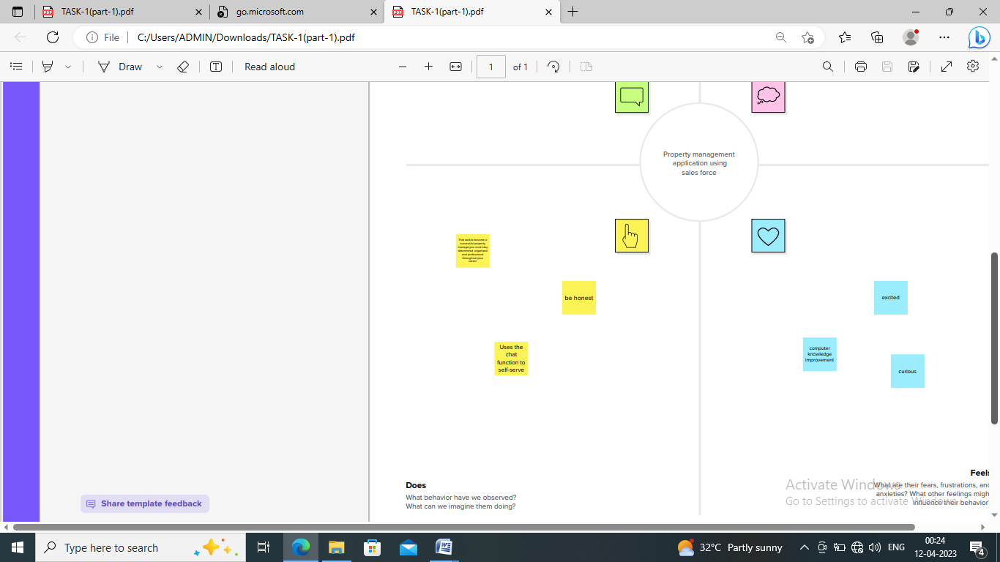 TASK-1(part-1).pdf
go.microsoft.com
TASK-1(part-1).pdf
File
C:/Users/ADMIN/Downloads/TASK-1(part-1).pdf
Draw
Read aloud
1
of 1
Property management
application using
sales force
That said,to become a
successful property
manager,you must stay
determined ,organized
and professional
throughout your
career
be honest
Uses the
chat
function to
self-serve
excited
computer
knowledge
improvement
curious
Does
What behavior have we observed?
What can we imagine them doing?
Feels
What are their fears, frustrations, and
anxieties? What other feelings might
influence their behavior?
Activate Windows
Go to Settings to activate Windows.
Share template feedback
Type here to search
32°C Partly sunny
ENG
00:24
12-04-2023
4